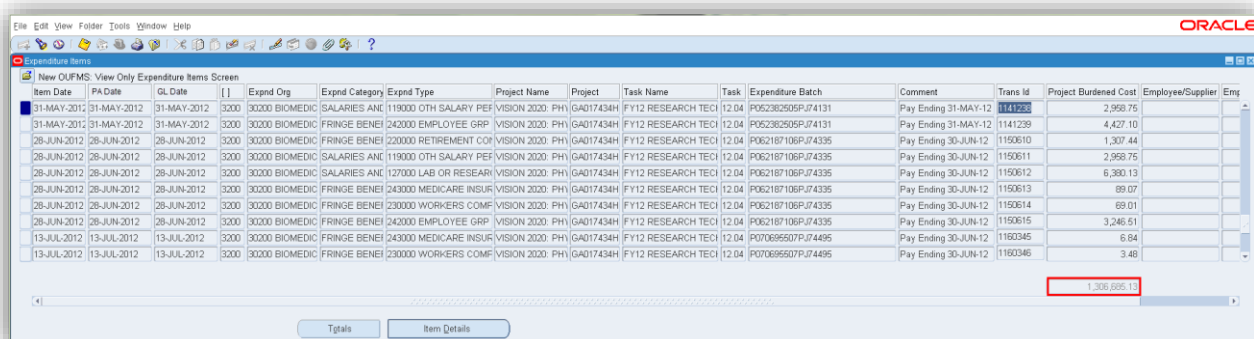 File Edit View Folder Tools Window Help
ORACLE
Expenditure Items
New OUFMS: View Only Expenditure Items Screen
Item Date PA Date GL Date [ ] Expnd Org Expnd Category Expnd Type Project Name Project Task Name Task Expenditure Batch Comment Trans Id Project Burdened Cost Employee/Supplier Emp
31-MAY-2012 31-MAY-2012 31-MAY-2012 3200 30200 BIOMEDIC SALARIES AND 119000 OTH SALARY PER VISION 2020: PHY GA017434H FY12 RESEARCH TECH 12.04 P052382505PJ74131 Pay Ending 31-MAY-12 1141238 2,958.75
31-MAY-2012 31-MAY-2012 31-MAY-2012 3200 30200 BIOMEDIC FRINGE BENEI 242000 EMPLOYEE GRP VISION 2020: PHY GA017434H FY12 RESEARCH TECH 12.04 P052382505PJ74131 Pay Ending 31-MAY-12 1141239 4,427.10
28-JUN-2012 28-JUN-2012 28-JUN-2012 3200 30200 BIOMEDIC FRINGE BENEI 220000 RETIREMENT CON VISION 2020: PHY GA017434H FY12 RESEARCH TECH 12.04 P062187106PJ74335 Pay Ending 30-JUN-12 1150610 1,307.44
28-JUN-2012 28-JUN-2012 28-JUN-2012 3200 30200 BIOMEDIC SALARIES AND 119000 OTH SALARY PER VISION 2020: PHY GA017434H FY12 RESEARCH TECH 12.04 P062187106PJ74335 Pay Ending 30-JUN-12 1150611 2,958.75
28-JUN-2012 28-JUN-2012 28-JUN-2012 3200 30200 BIOMEDIC SALARIES AND 127000 LAB OR RESEAR VISION 2020: PHY GA017434H FY12 RESEARCH TECH 12.04 P062187106PJ74335 Pay Ending 30-JUN-12 1150612 6,380.13
28-JUN-2012 28-JUN-2012 28-JUN-2012 3200 30200 BIOMEDIC FRINGE BENEI 243000 MEDICARE INSUR VISION 2020: PHY GA017434H FY12 RESEARCH TECH 12.04 P062187106PJ74335 Pay Ending 30-JUN-12 1150613 89.07
28-JUN-2012 28-JUN-2012 28-JUN-2012 3200 30200 BIOMEDIC FRINGE BENEI 230000 WORKERS COMF VISION 2020: PHY GA017434H FY12 RESEARCH TECH 12.04 P062187106PJ74335 Pay Ending 30-JUN-12 1150614 69.01
28-JUN-2012 28-JUN-2012 28-JUN-2012 3200 30200 BIOMEDIC FRINGE BENEI 242000 EMPLOYEE GRP VISION 2020: PHY GA017434H FY12 RESEARCH TECH 12.04 P062187106PJ74335 Pay Ending 30-JUN-12 1150615 3,246.51
13-JUL-2012 13-JUL-2012 13-JUL-2012 3200 30200 BIOMEDIC FRINGE BENEI 243000 MEDICARE INSUR VISION 2020: PHY GA017434H FY12 RESEARCH TECH 12.04 P070695507PJ74495 Pay Ending 30-JUN-12 1160345 6.84
13-JUL-2012 13-JUL-2012 13-JUL-2012 3200 30200 BIOMEDIC FRINGE BENEI 230000 WORKERS COMF VISION 2020: PHY GA017434H FY12 RESEARCH TECH 12.04 P070695507PJ74495 Pay Ending 30-JUN-12 1160346 3.48
1,306,685.13
Totals Item Details